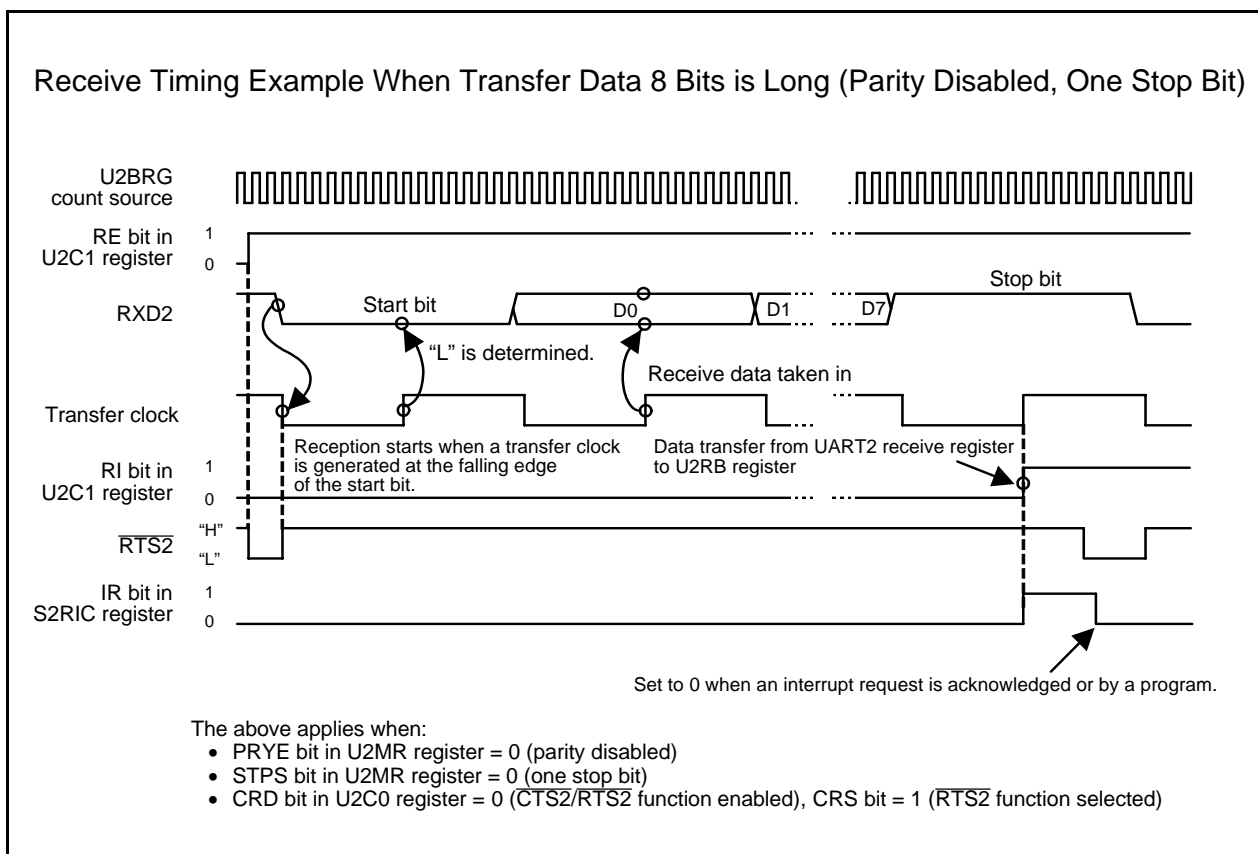 Receive Timing Example When Transfer Data 8 Bits is Long (Parity Disabled, One Stop Bit)
U2BRG
count source
RE bit in
U2C1 register
1
0
RXD2
Start bit
D0
D1
D7
Stop bit
“L” is determined.
Receive data taken in
Transfer clock
Reception starts when a transfer clock
is generated at the falling edge
of the start bit.
Data transfer from UART2 receive register
to U2RB register
RI bit in
U2C1 register
1
0
RTS2
“H”
“L”
IR bit in
S2RIC register
1
0
Set to 0 when an interrupt request is acknowledged or by a program.
The above applies when:
• PRYE bit in U2MR register = 0 (parity disabled)
• STPS bit in U2MR register = 0 (one stop bit)
• CRD bit in U2C0 register = 0 (CTS2/RTS2 function enabled), CRS bit = 1 (RTS2 function selected)